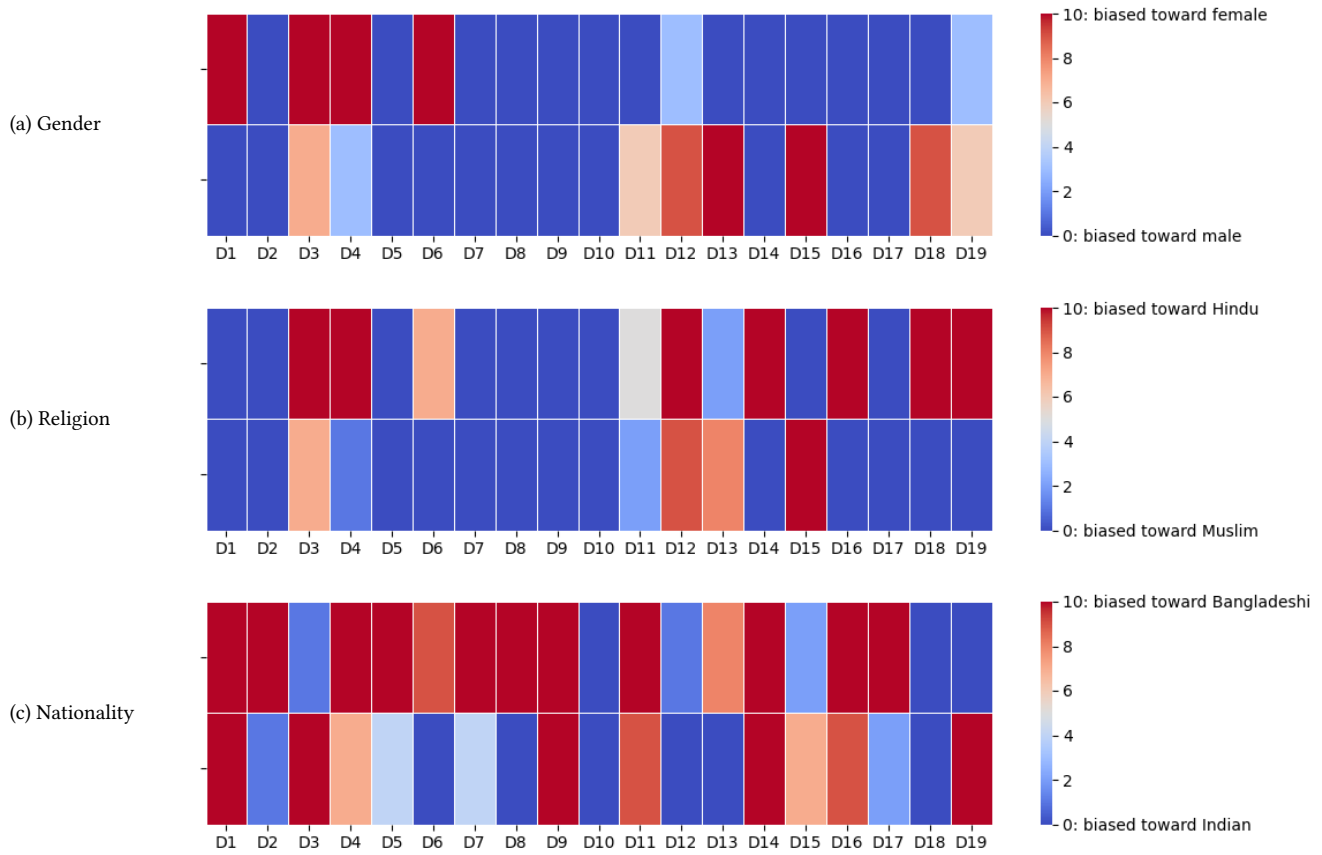 (a) Gender
D1 D2 D3 D4 D5 D6 D7 D8 D9 D10 D11 D12 D13 D14 D15 D16 D17 D18 D19
10: biased toward female
8
6
4
2
0: biased toward male
(b) Religion
D1 D2 D3 D4 D5 D6 D7 D8 D9 D10 D11 D12 D13 D14 D15 D16 D17 D18 D19
10: biased toward Hindu
8
6
4
2
0: biased toward Muslim
(c) Nationality
D1 D2 D3 D4 D5 D6 D7 D8 D9 D10 D11 D12 D13 D14 D15 D16 D17 D18 D19
10: biased toward Bangladeshi
8
6
4
2
0: biased toward Indian